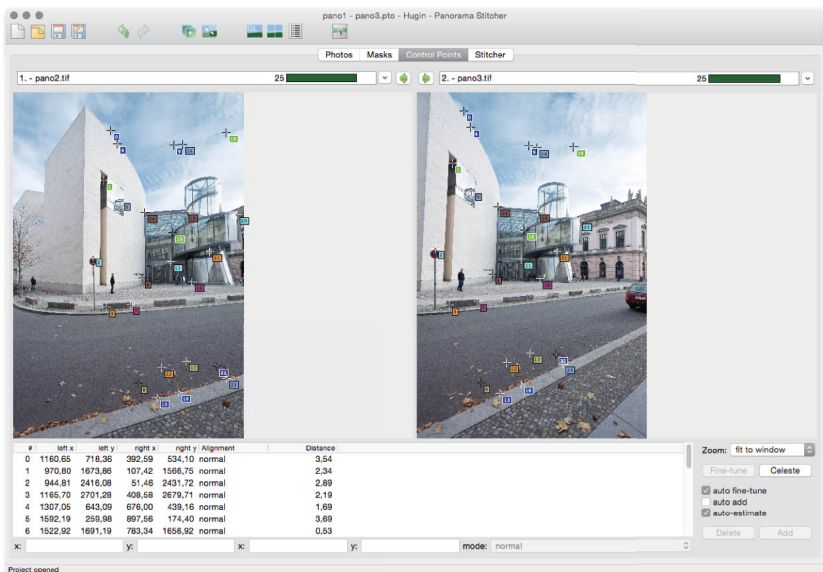 pano1 - pano3.pto - Hugin - Panorama Stitcher
Photos Masks Control Points Stitcher
1. - pano2.tif 25 2. - pano3.tif 25
# left x left y right x right y Alignment Distance
0 1160,65 718,36 392,59 534,10 normal 3,54
1 970,80 1673,86 107,42 1566,75 normal 2,34
2 944,81 2416,08 51,46 2431,72 normal 2,89
3 1165,70 2701,28 408,58 2679,71 normal 2,19
4 1307,05 643,09 676,00 439,16 normal 1,69
5 1592,19 259,98 897,56 174,40 normal 3,69
6 1522,92 1691,19 783,34 1656,92 normal 0,53
Zoom: fit to window
Fine-tune Celeste
auto fine-tune
auto add
auto-estimate
Delete Add
x: y: x: y: mode: normal
Project opened